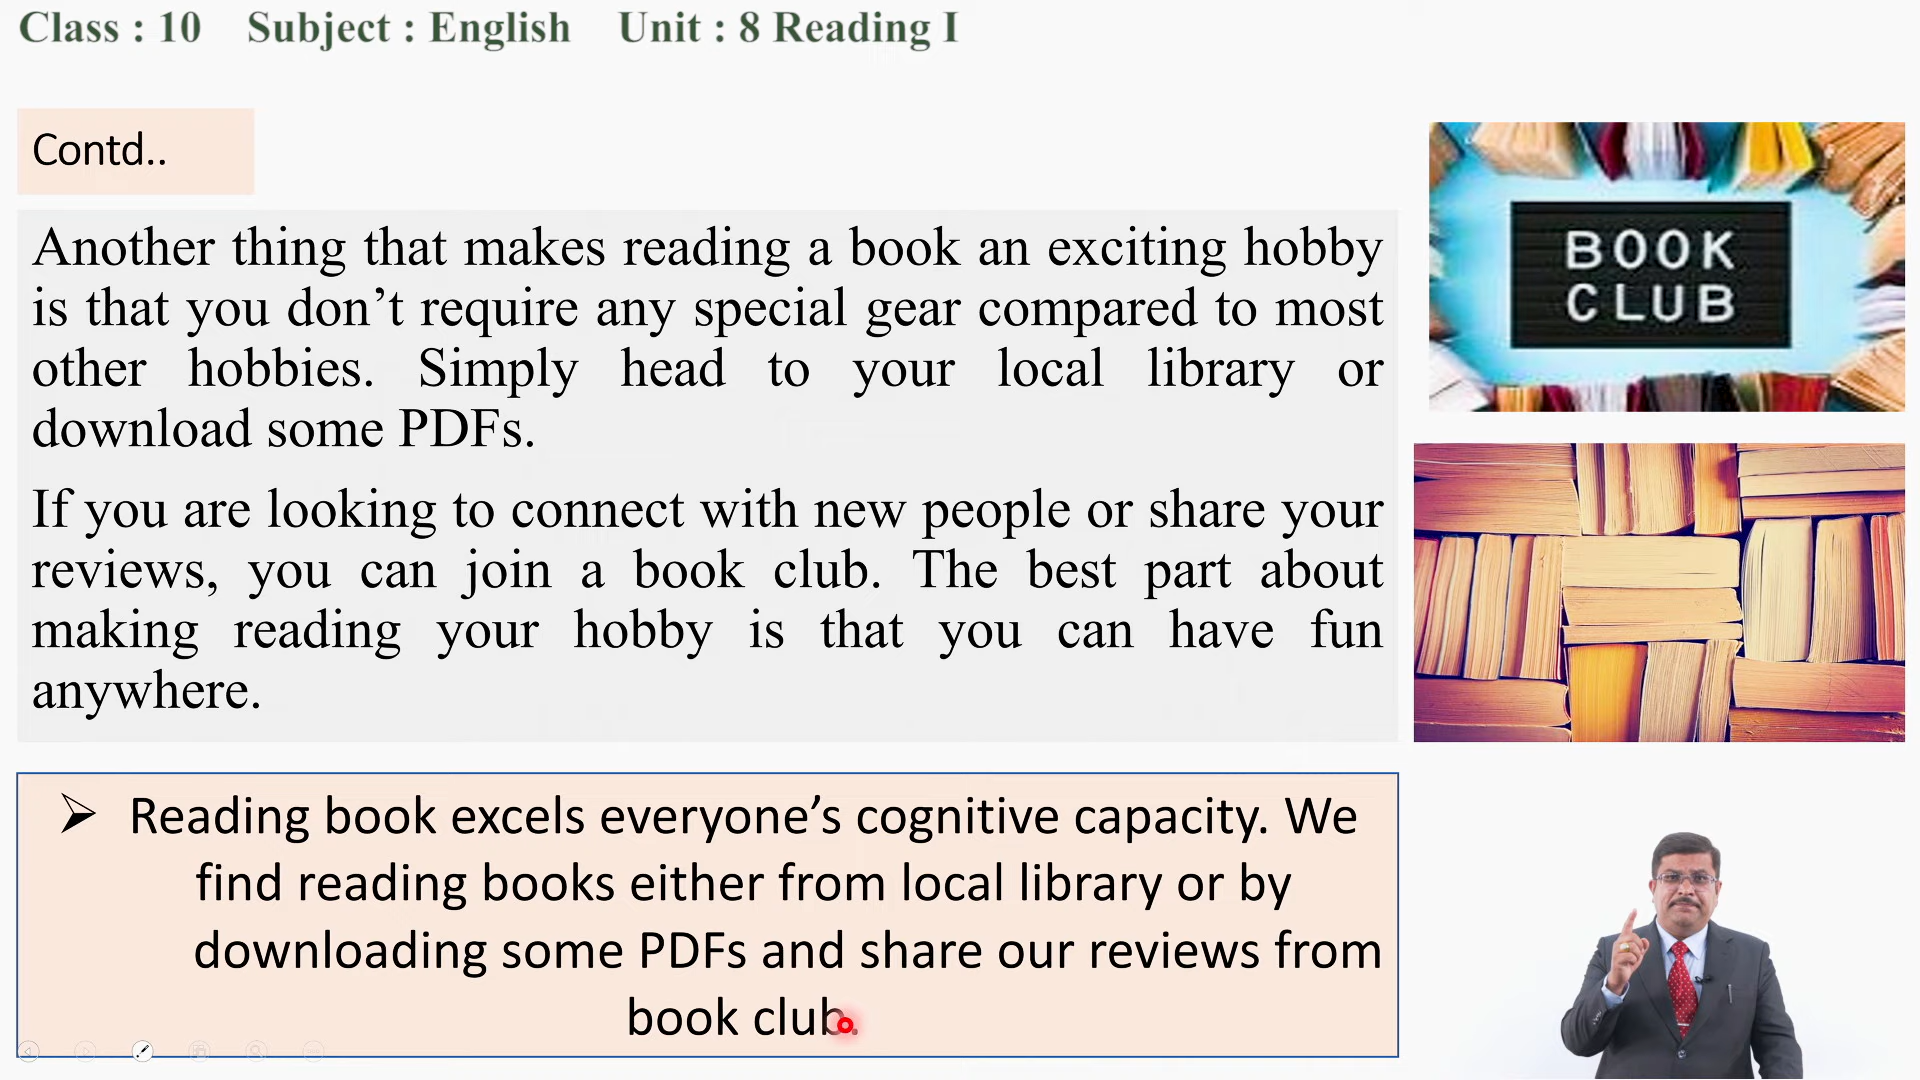 Class : 10 Subject : English Unit : 8 Reading I
Contd..
Another thing that makes reading a book an exciting hobby
is that you don’t require any special gear compared to most
other hobbies. Simply head to your local library or
download some PDFs.
If you are looking to connect with new people or share your
reviews, you can join a book club. The best part about
making reading your hobby is that you can have fun
anywhere.
BOOK
CLUB
➢ Reading book excels everyone’s cognitive capacity. We
find reading books either from local library or by
downloading some PDFs and share our reviews from
book club.